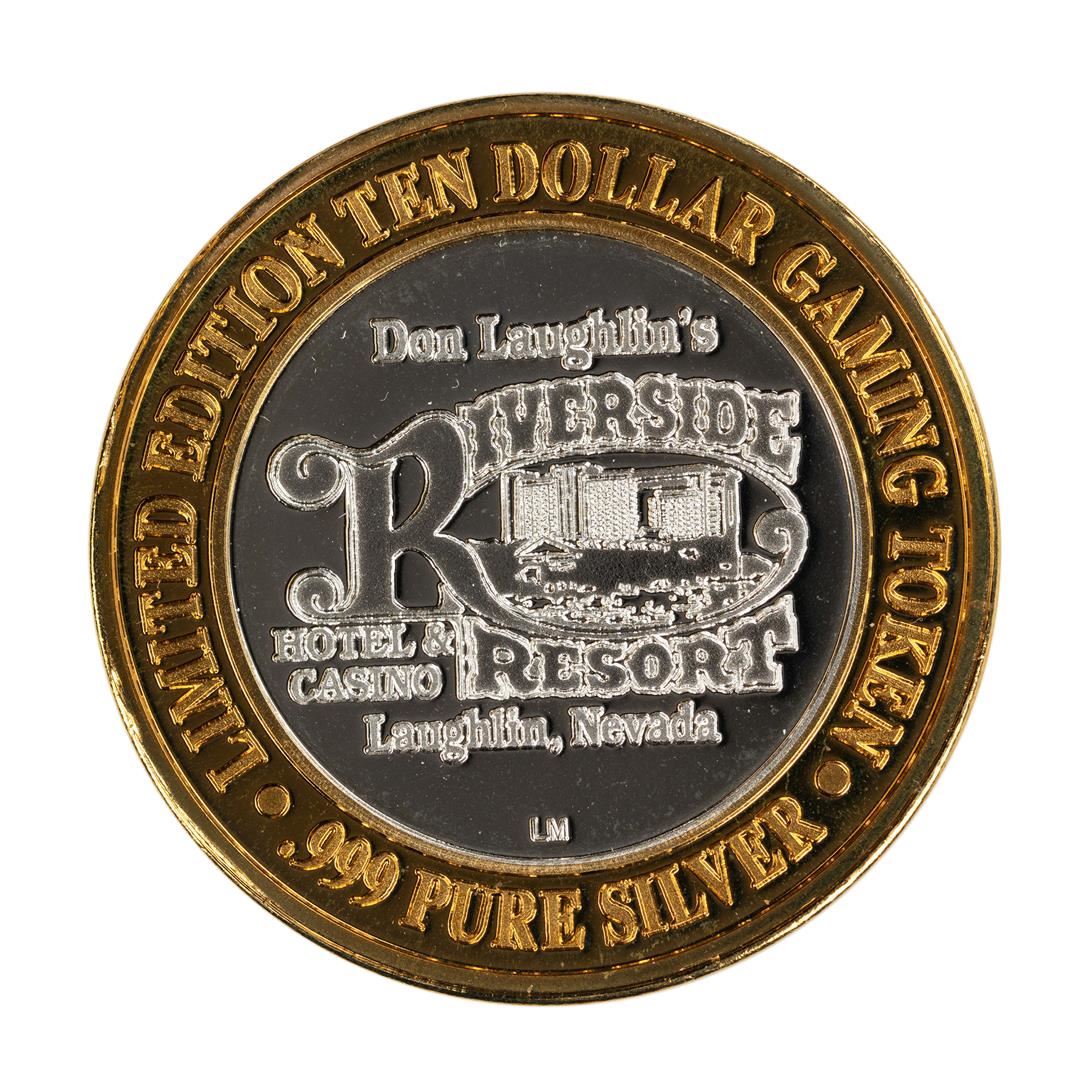 LIMITED EDITION TEN DOLLAR GAMING TOKEN
Don Laughlin's
RIVERSIDE
HOTEL &
CASINO
RESORT
Laughlin, Nevada
LM
• .999 PURE SILVER •